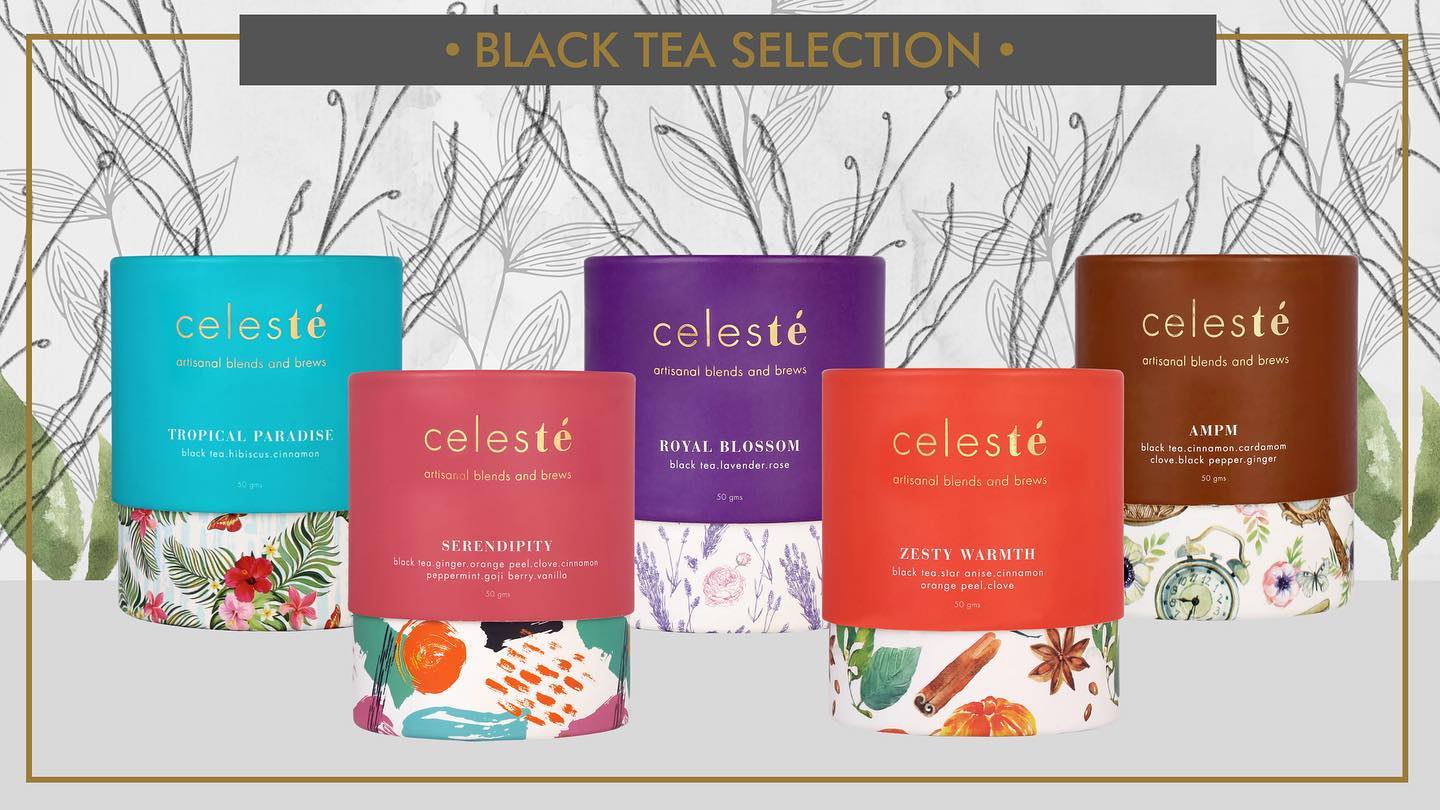 • BLACK TEA SELECTION •
celesté
artisanal blends and brews
TROPICAL PARADISE
black tea.hibiscus.cinnamon
50 gms
celesté
artisanal blends and brews
SERENDIPITY
black tea.ginger.orange peel.clove.cinnamon
peppermint.goji berry.vanilla
50 gms
celesté
artisanal blends and brews
ROYAL BLOSSOM
black tea.lavender.rose
50 gms
celesté
artisanal blends and brews
ZESTY WARMTH
black tea.star anise.cinnamon
orange peel.clove
50 gms
celesté
artisanal blends and brews
AMPM
black tea.cinnamon.cardamom
clove.black pepper.ginger
50 gms